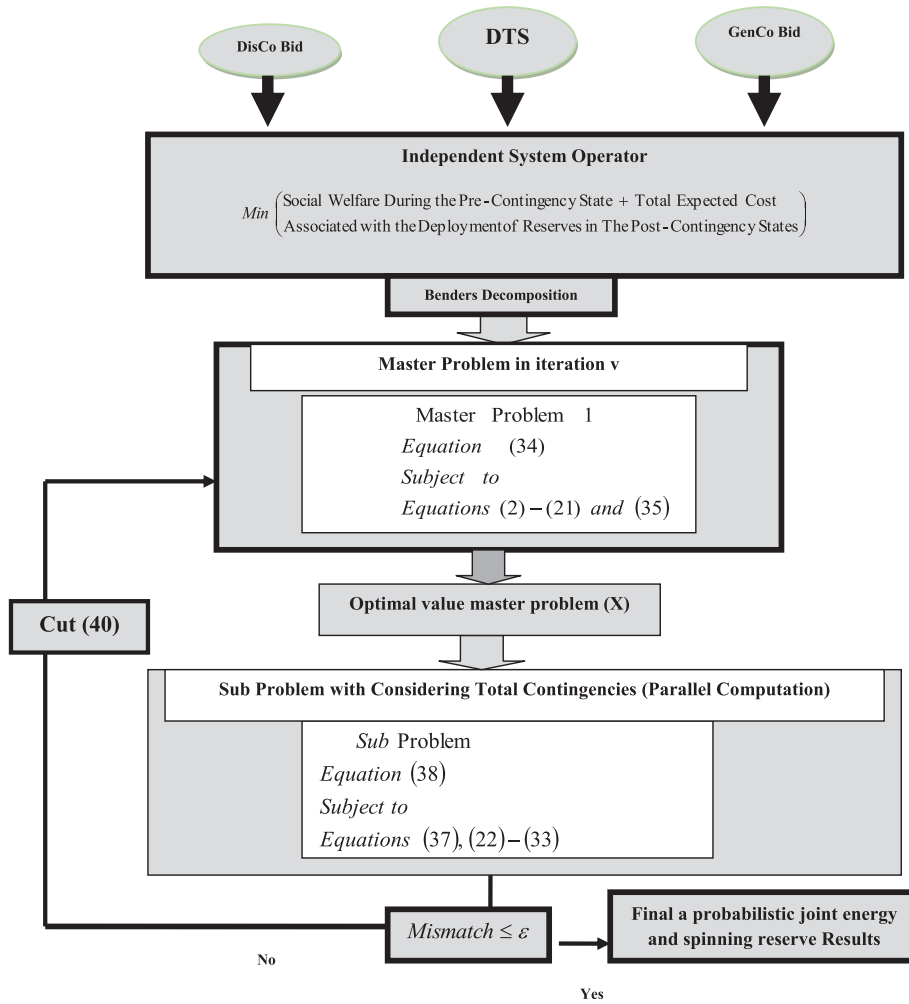 DisCo Bid
DTS
GenCo Bid
Independent System Operator
Min (Social Welfare During the Pre-Contingency State + Total Expected Cost
Associated with the Deployment of Reserves in The Post-Contingency States)
Benders Decomposition
Master Problem in iteration v
Master Problem 1
Equation (34)
Subject to
Equations (2)−(21) and (35)
Optimal value master problem (X)
Cut (40)
Sub Problem with Considering Total Contingencies (Parallel Computation)
Sub Problem
Equation (38)
Subject to
Equations (37), (22)−(33)
Mismatch ≤ ε
Final a probabilistic joint energy
and spinning reserve Results
No
Yes